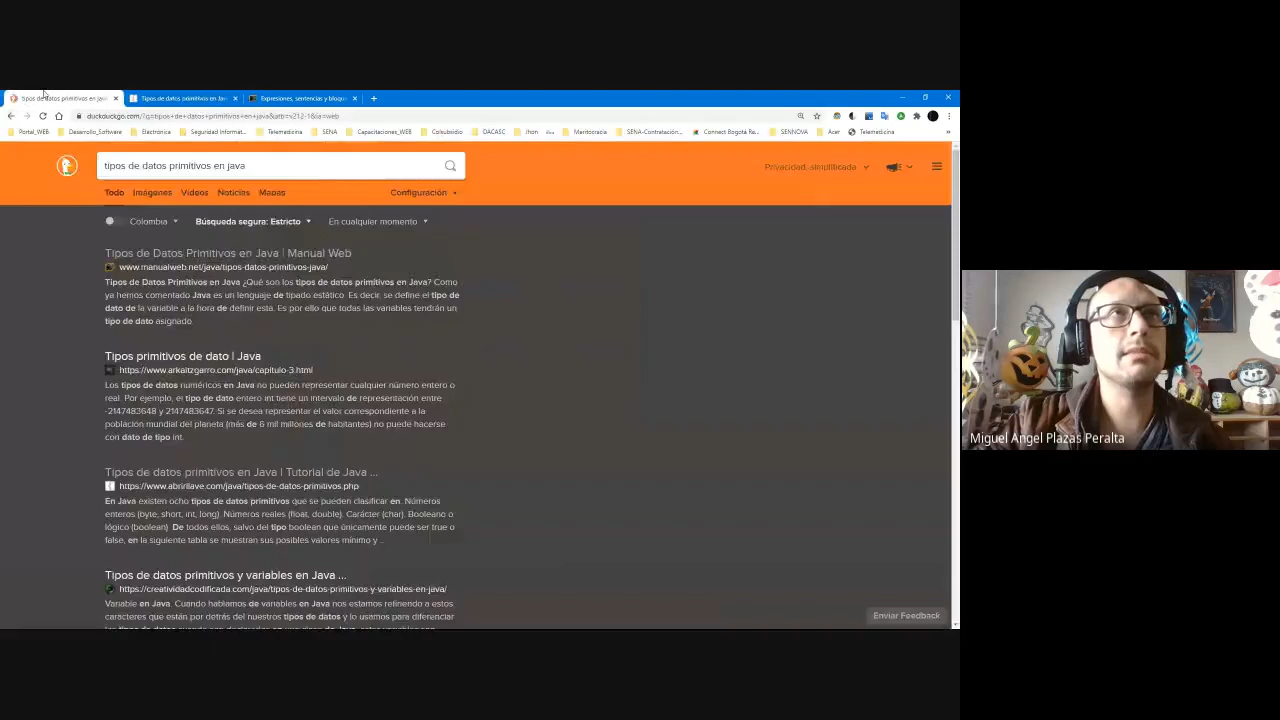 tipos de datos primitivos en java
Tipos de datos primitivos en Jav
Expresiones, sentencias y bloqu
duckduckgo.com/?q=tipos+de+datos+primitivos+en+java&atb=v212-1&ia=web
Portal_WEB
Desarrollo_Software
Electrónica
Seguridad Informat...
Telemedicina
SENA
Capacitaciones_WEB
Colsubsidio
OACASC
Jhon
Meritocracia
SENA-Contratación...
Connect Bogotá Re...
SENNOVA
Acer
Telemedicina
»
tipos de datos primitivos en java
Privacidad, simplificada
Todo Imágenes Vídeos Noticias Mapas
Configuración
Colombia
Búsqueda segura: Estricto
En cualquier momento
Tipos de Datos Primitivos en Java | Manual Web
www.manualweb.net/java/tipos-datos-primitivos-java/
Tipos de Datos Primitivos en Java ¿Qué son los tipos de datos primitivos en Java? Como
ya hemos comentado Java es un lenguaje de tipado estático. Es decir, se define el tipo de
dato de la variable a la hora de definir esta. Es por ello que todas las variables tendrán un
tipo de dato asignado.
Tipos primitivos de dato | Java
https://www.arkaitzgarro.com/java/capitulo-3.html
Los tipos de datos numéricos en Java no pueden representar cualquier número entero o
real. Por ejemplo, el tipo de dato entero int tiene un intervalo de representación entre
-2147483648 y 2147483647. Si se desea representar el valor correspondiente a la
población mundial del planeta (más de 6 mil millones de habitantes) no puede hacerse
con dato de tipo int.
Tipos de datos primitivos en Java | Tutorial de Java ...
https://www.abrirllave.com/java/tipos-de-datos-primitivos.php
En Java existen ocho tipos de datos primitivos que se pueden clasificar en. Números
enteros (byte, short, int, long). Números reales (float, double). Carácter (char). Booleano o
lógico (boolean). De todos ellos, salvo del tipo boolean que únicamente puede ser true o
false, en la siguiente tabla se muestran sus posibles valores mínimo y ...
Tipos de datos primitivos y variables en Java ...
https://creatividadcodificada.com/java/tipos-de-datos-primitivos-y-variables-en-java/
Variable en Java. Cuando hablamos de variables en Java nos estamos refiriendo a estos
caracteres que están por detrás del nuestros tipos de datos y lo usamos para diferenciar
Enviar Feedback
Miguel Angel Plazas Peralta